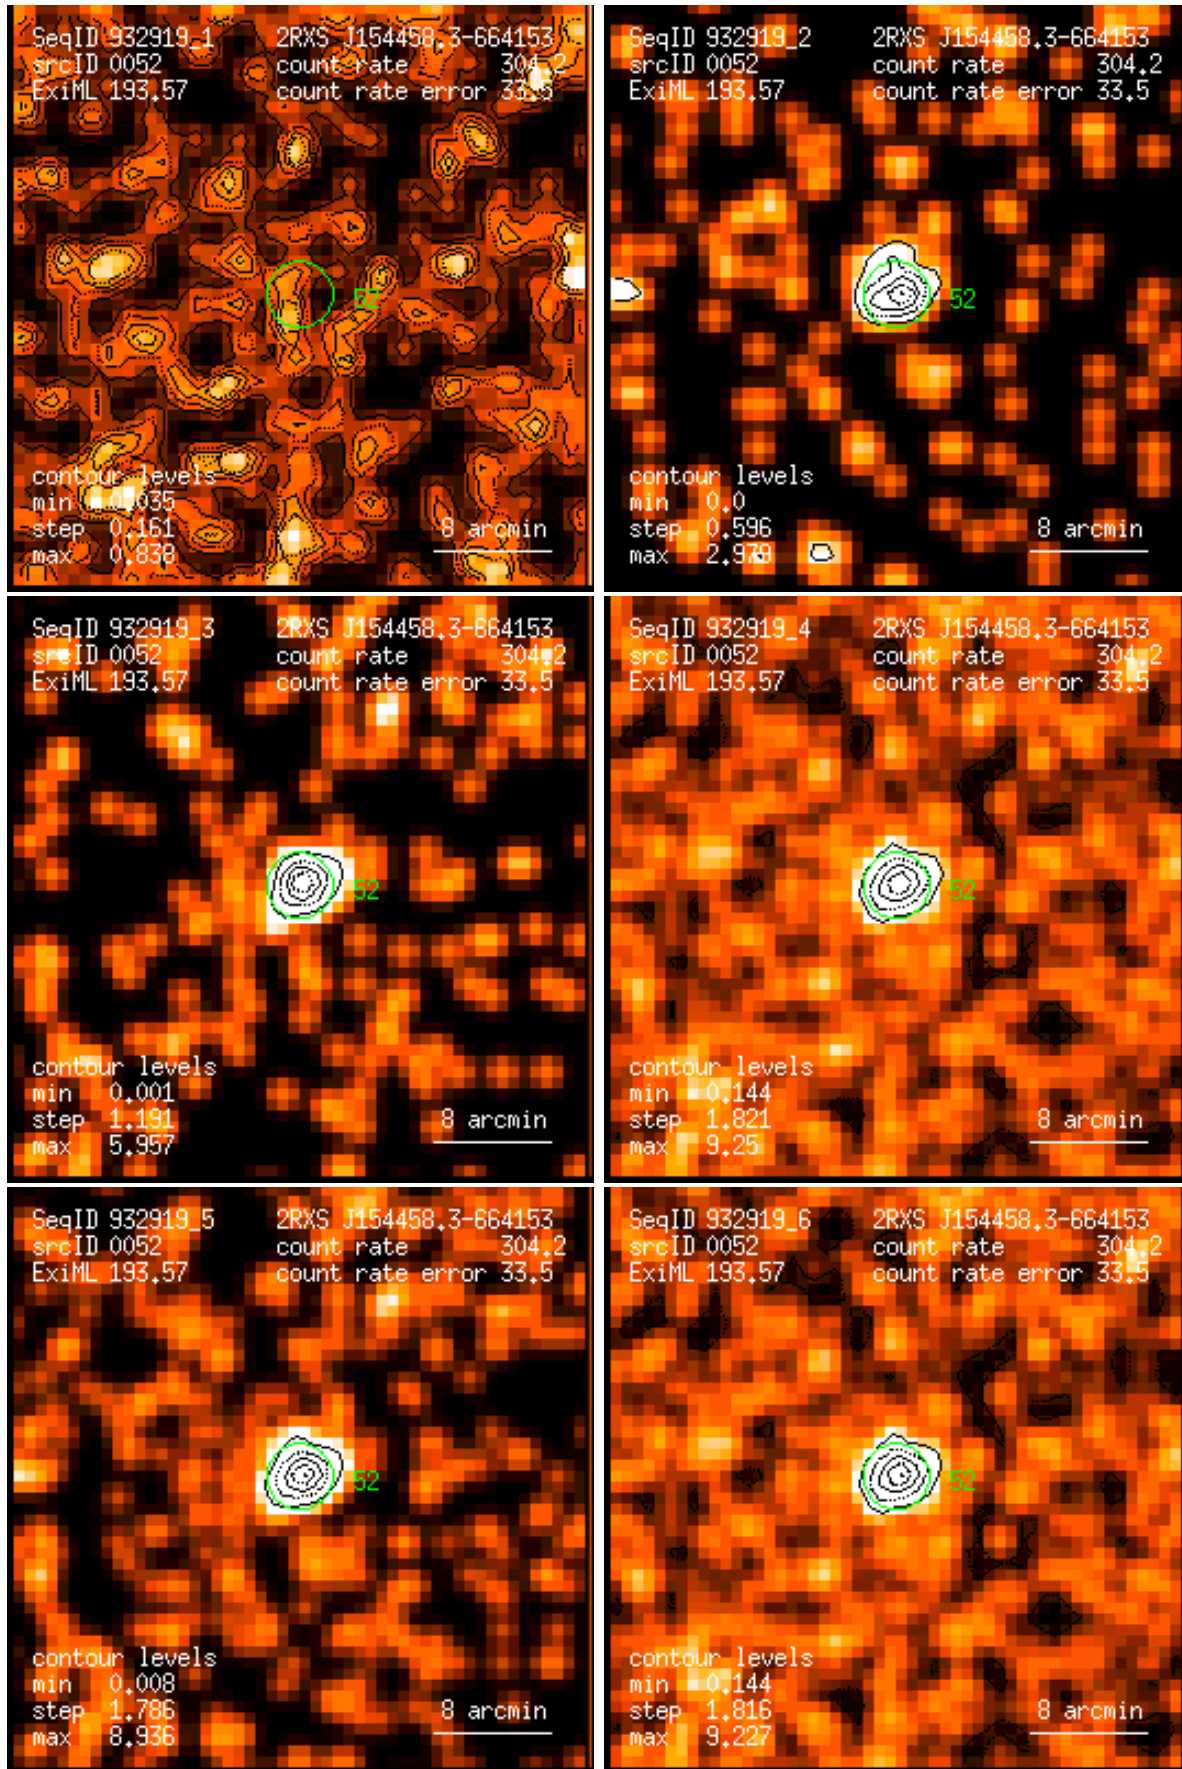 SeqID 932919_1 2RXS J154458.3-664153
srcID 0052 count rate 304.2
ExiML 193.57 count rate error 33.5
52
contour levels
min 0.035
step 0.161
max 0.838
8 arcmin
SeqID 932919_2 2RXS J154458.3-664153
srcID 0052 count rate 304.2
ExiML 193.57 count rate error 33.5
52
contour levels
min 0.0
step 0.596
max 2.979
8 arcmin
SeqID 932919_3 2RXS J154458.3-664153
srcID 0052 count rate 304.2
ExiML 193.57 count rate error 33.5
52
contour levels
min 0.001
step 1.191
max 5.957
8 arcmin
SeqID 932919_4 2RXS J154458.3-664153
srcID 0052 count rate 304.2
ExiML 193.57 count rate error 33.5
52
contour levels
min 0.144
step 1.821
max 9.25
8 arcmin
SeqID 932919_5 2RXS J154458.3-664153
srcID 0052 count rate 304.2
ExiML 193.57 count rate error 33.5
52
contour levels
min 0.008
step 1.786
max 8.936
8 arcmin
SeqID 932919_6 2RXS J154458.3-664153
srcID 0052 count rate 304.2
ExiML 193.57 count rate error 33.5
52
contour levels
min 0.144
step 1.816
max 9.227
8 arcmin